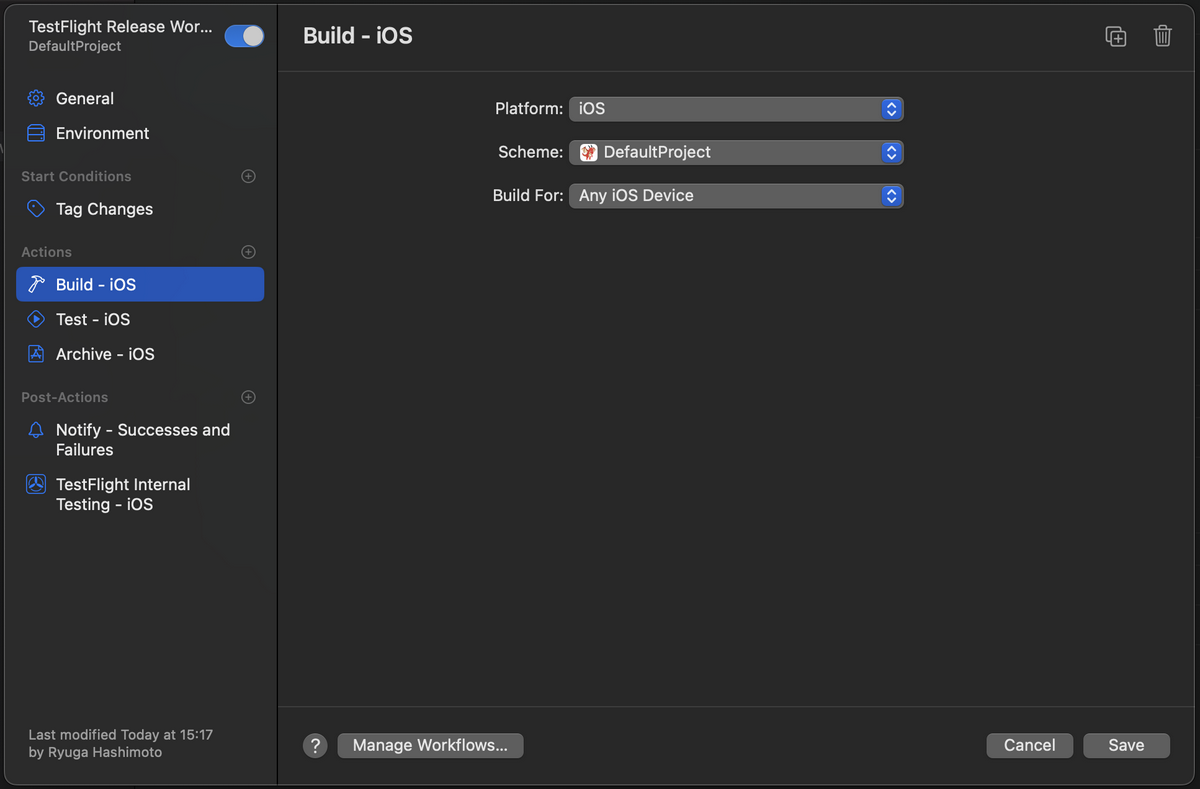 TestFlight Release Wor...
DefaultProject
General
Environment
Start Conditions
Tag Changes
Actions
Build - iOS
Test - iOS
Archive - iOS
Post-Actions
Notify - Successes and
Failures
TestFlight Internal
Testing - iOS
Last modified Today at 15:17
by Ryuga Hashimoto
Build - iOS
Platform: iOS
Scheme: DefaultProject
Build For: Any iOS Device
? Manage Workflows... Cancel Save